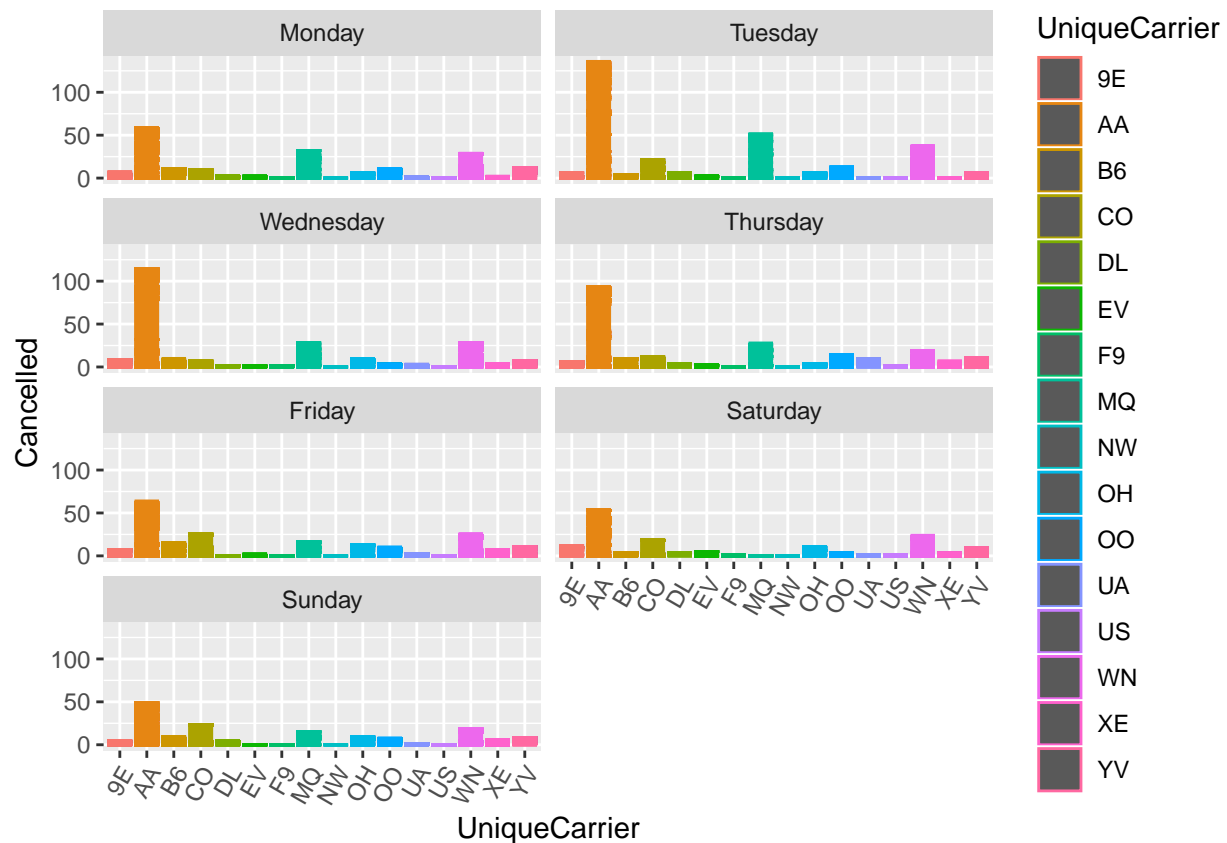 Monday
Tuesday
100
50
0
Wednesday
Thursday
100
50
0
Friday
Saturday
100
50
0
9E AA B6 CO DL EV F9 MQ NW OH OO UA US WN XE YV
Sunday
100
50
0
9E AA B6 CO DL EV F9 MQ NW OH OO UA US WN XE YV
Cancelled
UniqueCarrier
UniqueCarrier
9E
AA
B6
CO
DL
EV
F9
MQ
NW
OH
OO
UA
US
WN
XE
YV